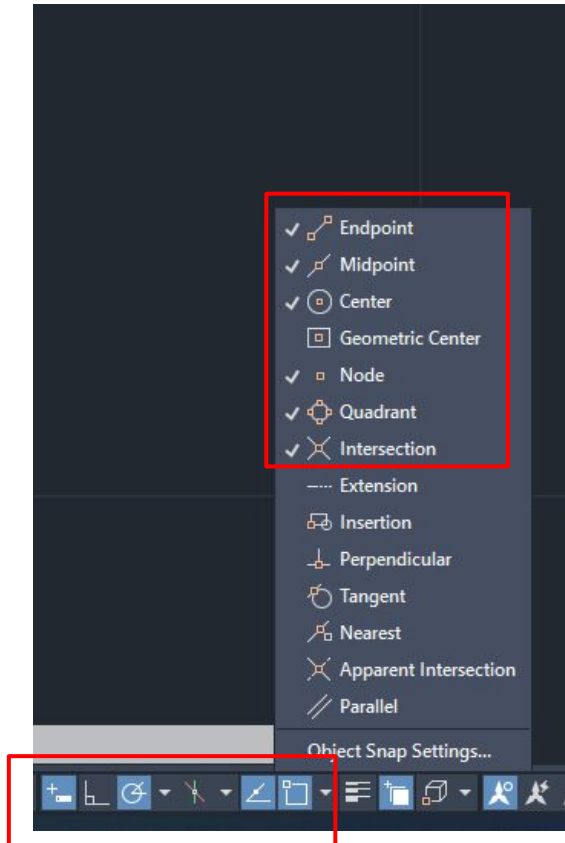 Endpoint
Midpoint
Center
Geometric Center
Node
Quadrant
Intersection
Extension
Insertion
Perpendicular
Tangent
Nearest
Apparent Intersection
Parallel
Object Snap Settings...